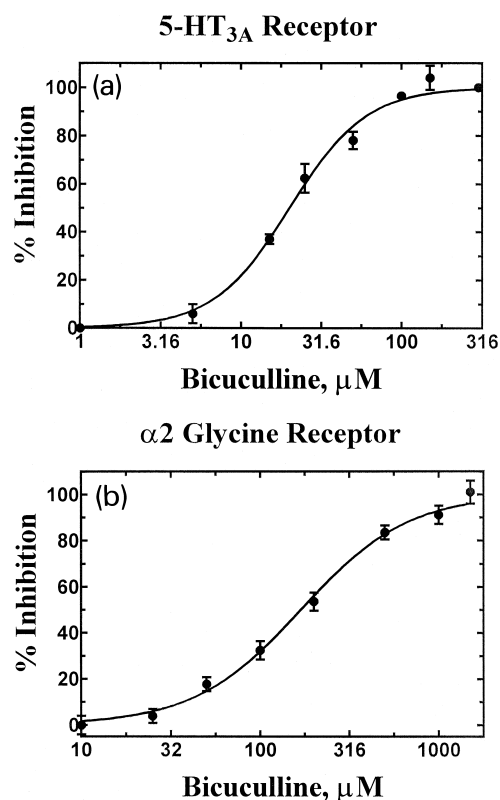 5-HT3A Receptor
(a)
100
80
60
40
20
0
% Inhibition
1 3.16 10 31.6 100 316
Bicuculline, μM
α2 Glycine Receptor
(b)
100
80
60
40
20
0
% Inhibition
10 32 100 316 1000
Bicuculline, μM